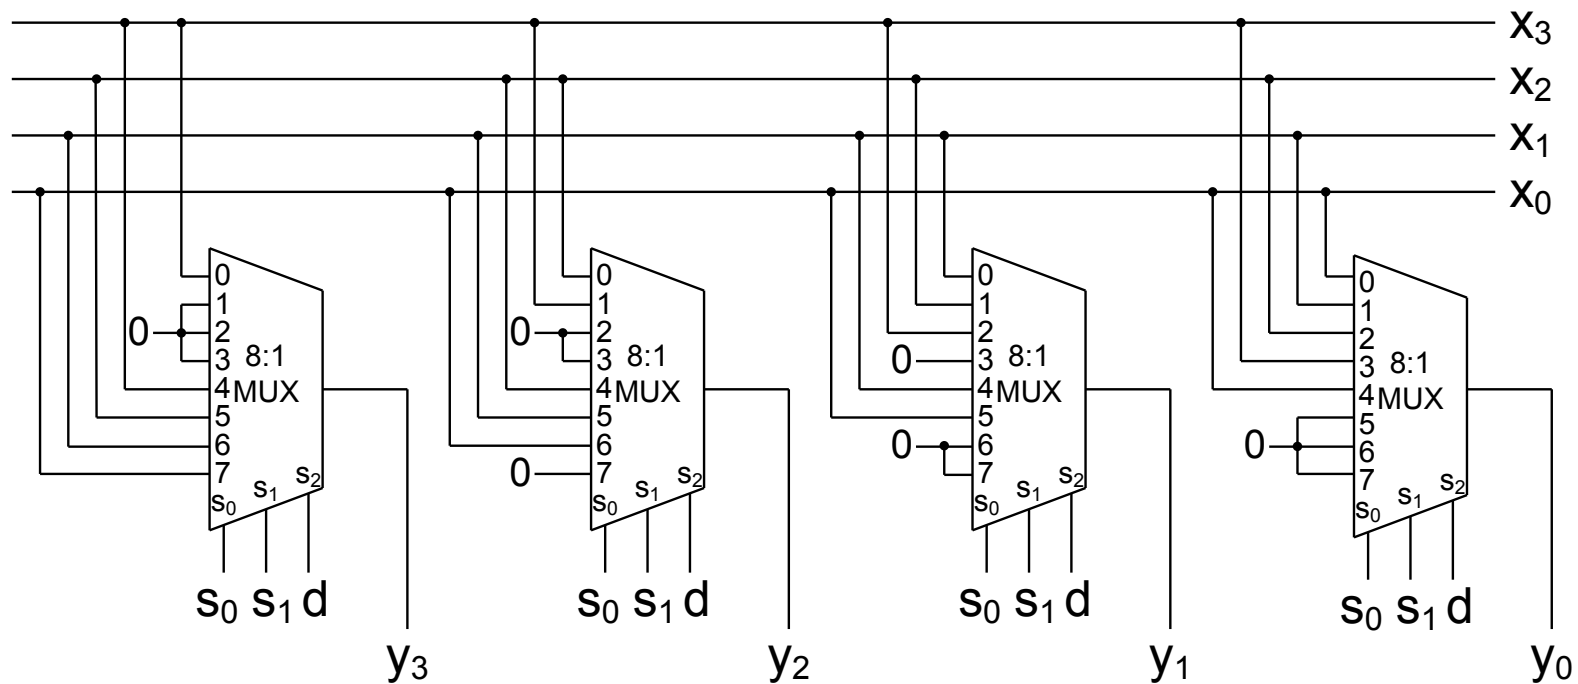 x₃
x₂
x₁
x₀
0
1
0 2
3 8:1
4 MUX
5
6
7
s₀ s₁ s₂
s₀ s₁ d
y₃
0
1
0 2
3 8:1
4 MUX
5
6
0 7
s₀ s₁ s₂
s₀ s₁ d
y₂
0
1
2
0 3 8:1
4 MUX
5
0 6
7
s₀ s₁ s₂
s₀ s₁ d
y₁
0
1
2
3 8:1
4 MUX
5
0 6
7
s₀ s₁ s₂
s₀ s₁ d
y₀